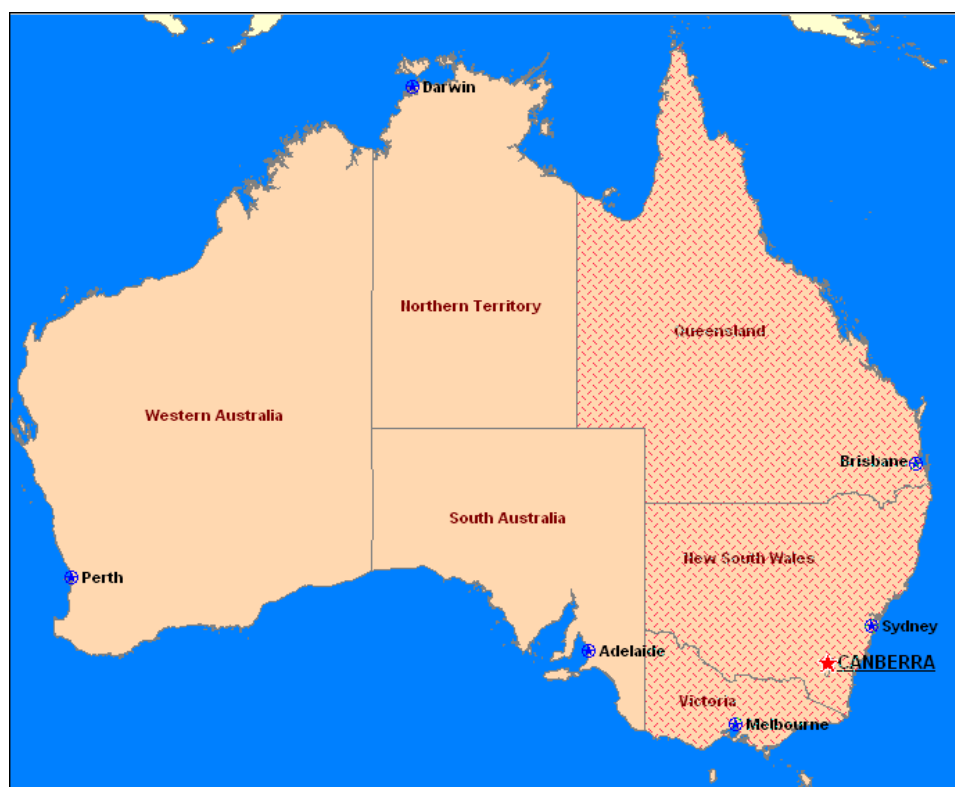 Darwin
Northern Territory
Queensland
Western Australia
Brisbane
South Australia
New South Wales
Perth
Sydney
Adelaide
CANBERRA
Victoria
Melbourne